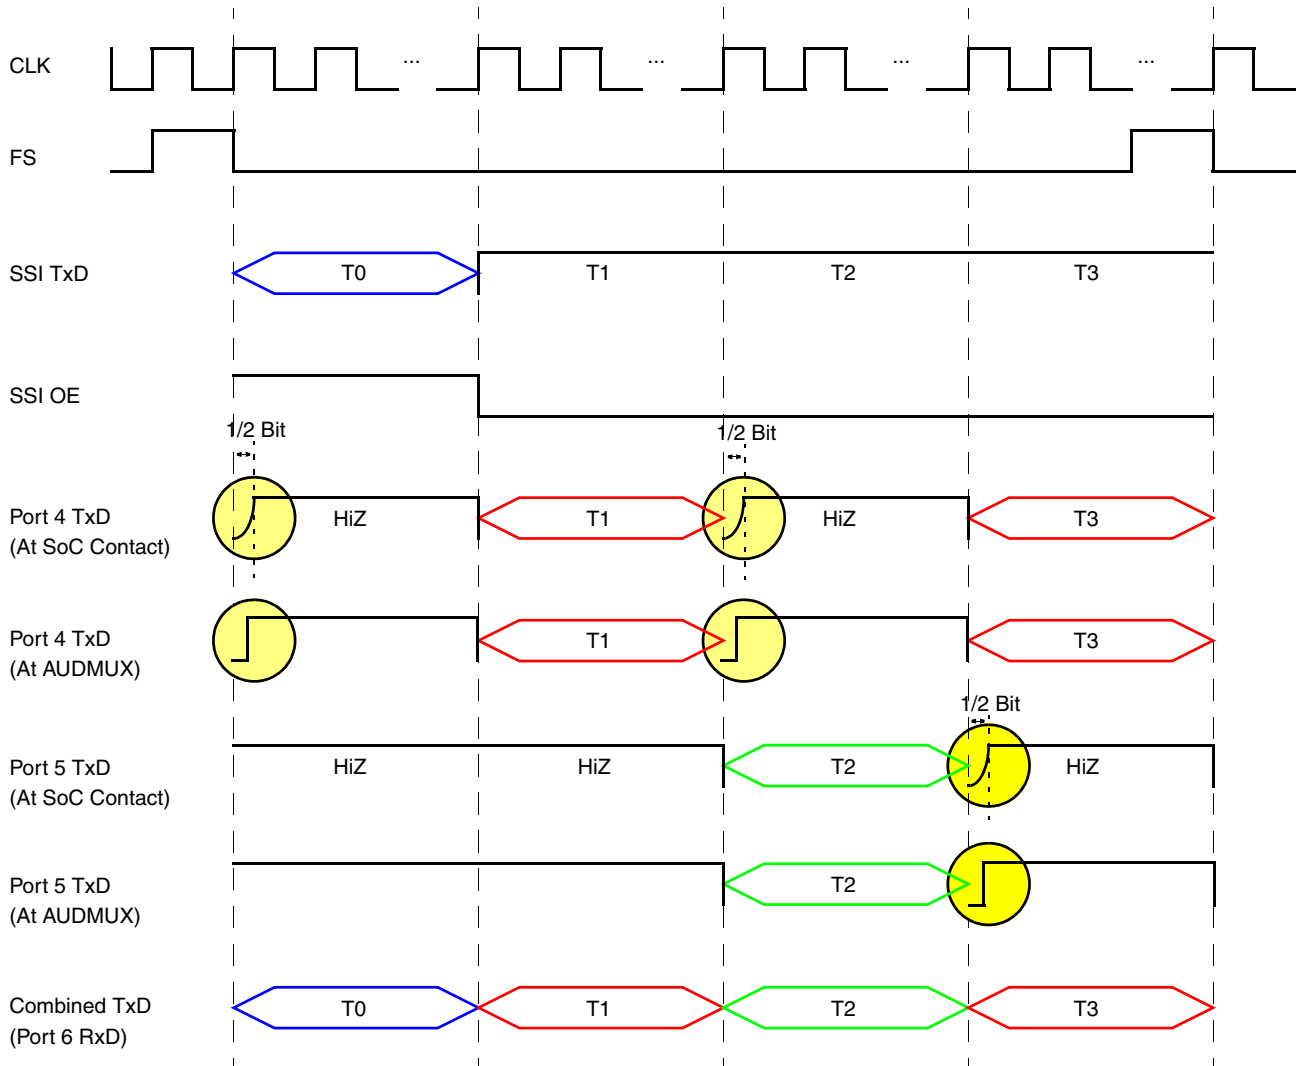 CLK
...
...
...
...
FS
SSI TxD
T0
T1
T2
T3
SSI OE
1/2 Bit
1/2 Bit
Port 4 TxD
(At SoC Contact)
HiZ
T1
HiZ
T3
Port 4 TxD
(At AUDMUX)
T1
T3
1/2 Bit
Port 5 TxD
(At SoC Contact)
HiZ
HiZ
T2
HiZ
Port 5 TxD
(At AUDMUX)
T2
Combined TxD
(Port 6 RxD)
T0
T1
T2
T3